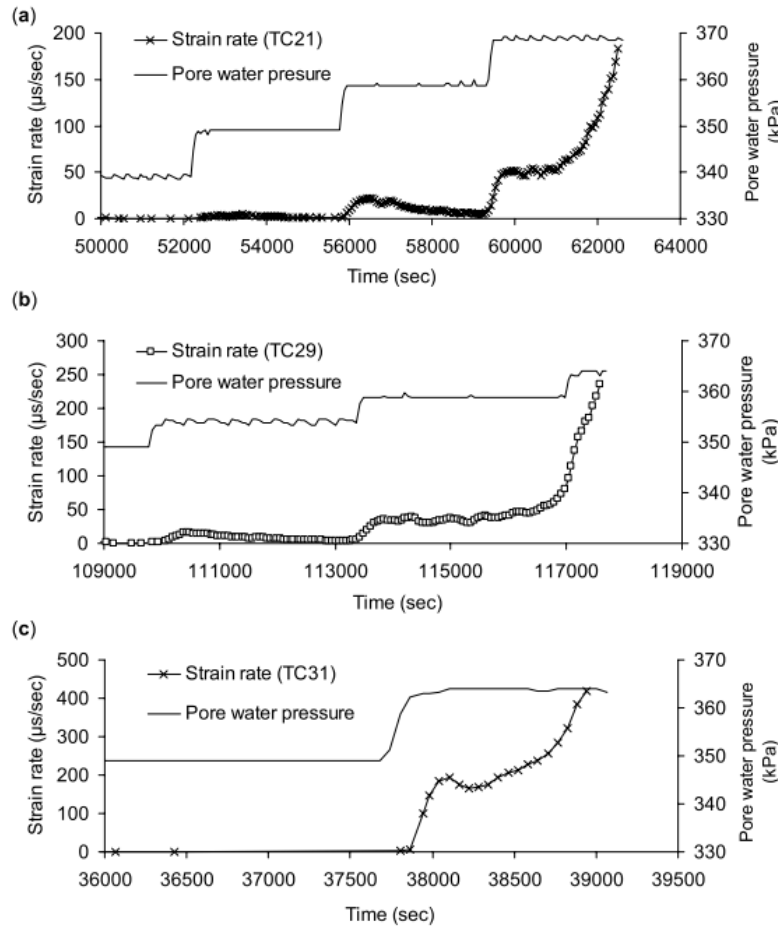 (a)
Strain rate (TC21)
Pore water presure
200
150
100
50
0
370
360
350
340
330
Strain rate (µs/sec)
Pore water pressure
(kPa)
50000 52000 54000 56000 58000 60000 62000 64000
Time (sec)
(b)
Strain rate (TC29)
Pore water pressure
300
250
200
150
100
50
0
370
360
350
340
330
Strain rate (µs/sec)
Pore water pressure
(kPa)
109000 111000 113000 115000 117000 119000
Time (sec)
(c)
Strain rate (TC31)
Pore water pressure
500
400
300
200
100
0
370
360
350
340
330
Strain rate (µs/sec)
Pore water pressure
(kPa)
36000 36500 37000 37500 38000 38500 39000 39500
Time (sec)